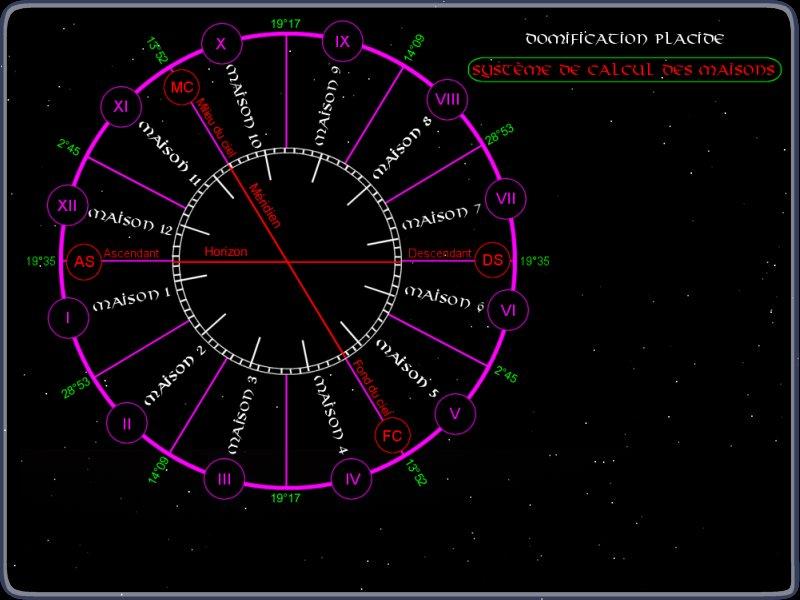 DOMIFICATION PLACIDE
SYSTÈME DE CALCUL DES MAISONS
19°17
IX
14°09
VIII
28°53
VII
DS
19°35
VI
2°45
V
FC
13°52
IV
19°17
III
14°09
II
28°53
I
19°35
AS
XII
2°45
XI
13°52
MC
X
MAISON 10
MAISON 9
MAISON 8
MAISON 7
MAISON 6
MAISON 5
MAISON 4
MAISON 3
MAISON 2
MAISON 1
MAISON 12
MAISON 11
Milieu du ciel
Méridien
Ascendant
Horizon
Descendant
Fond du ciel